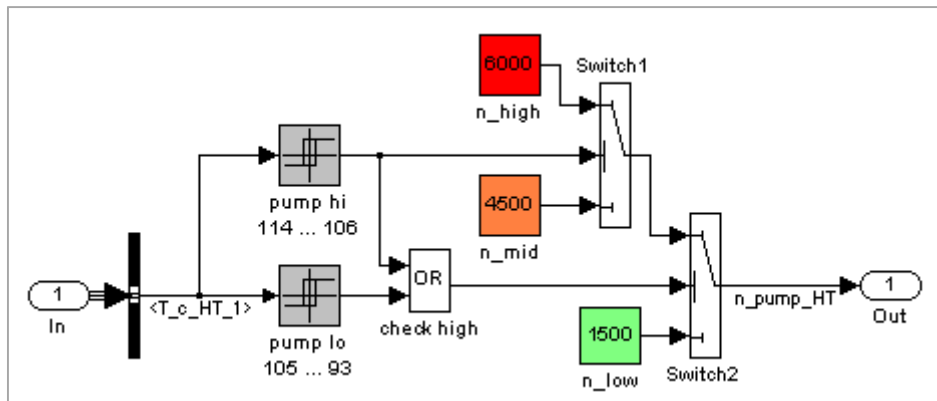 6000
n_high
Switch1
pump hi
114 ... 106
4500
n_mid
1
In
<T_c_HT_1>
pump lo
105 ... 93
OR
check high
1500
n_low
Switch2
n_pump_HT
1
Out